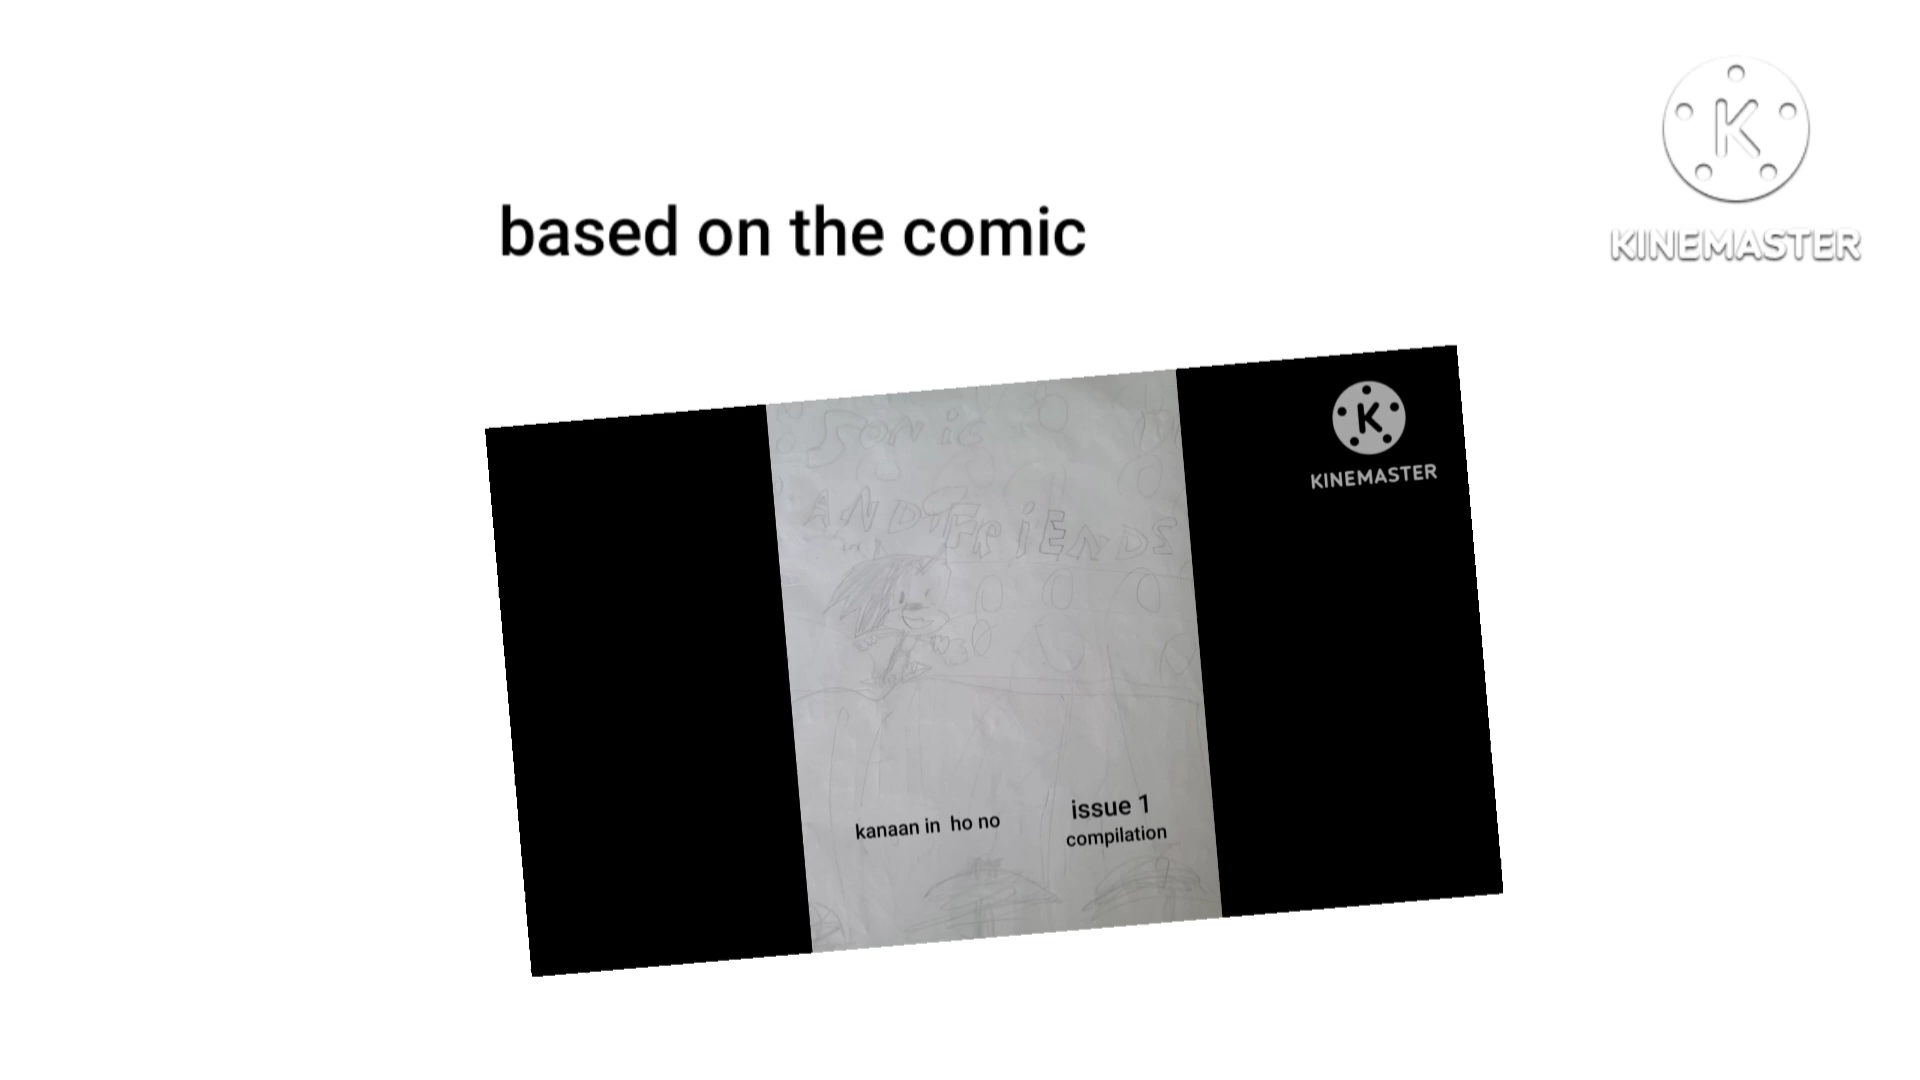 K
KINEMASTER
based on the comic
K
KINEMASTER
Sonic
AND FRiENDS
kanaan in ho no
issue 1
compilation